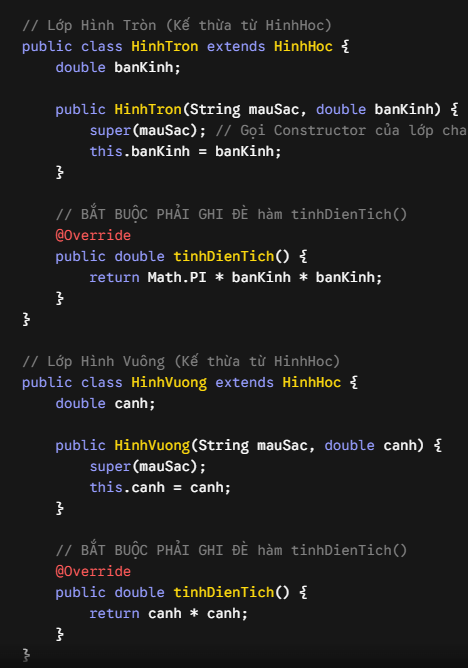 // Lớp Hình Tròn (Kế thừa từ HinhHoc)
public class HinhTron extends HinhHoc {
    double banKinh;

    public HinhTron(String mauSac, double banKinh) {
        super(mauSac); // Gọi Constructor của lớp cha
        this.banKinh = banKinh;
    }

    // BẮT BUỘC PHẢI GHI ĐÈ hàm tinhDienTich()
    @Override
    public double tinhDienTich() {
        return Math.PI * banKinh * banKinh;
    }
}

// Lớp Hình Vuông (Kế thừa từ HinhHoc)
public class HinhVuong extends HinhHoc {
    double canh;

    public HinhVuong(String mauSac, double canh) {
        super(mauSac);
        this.canh = canh;
    }

    // BẮT BUỘC PHẢI GHI ĐÈ hàm tinhDienTich()
    @Override
    public double tinhDienTich() {
        return canh * canh;
    }
}